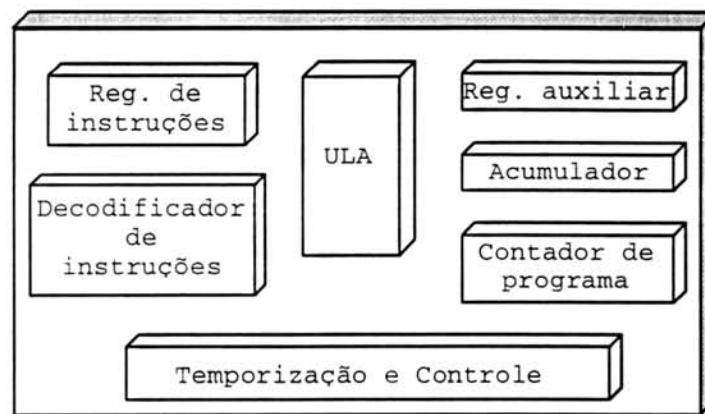 Reg. de
instruções
ULA
Reg. auxiliar
Acumulador
Decodificador
de
instruções
Contador de
programa
Temporização e Controle